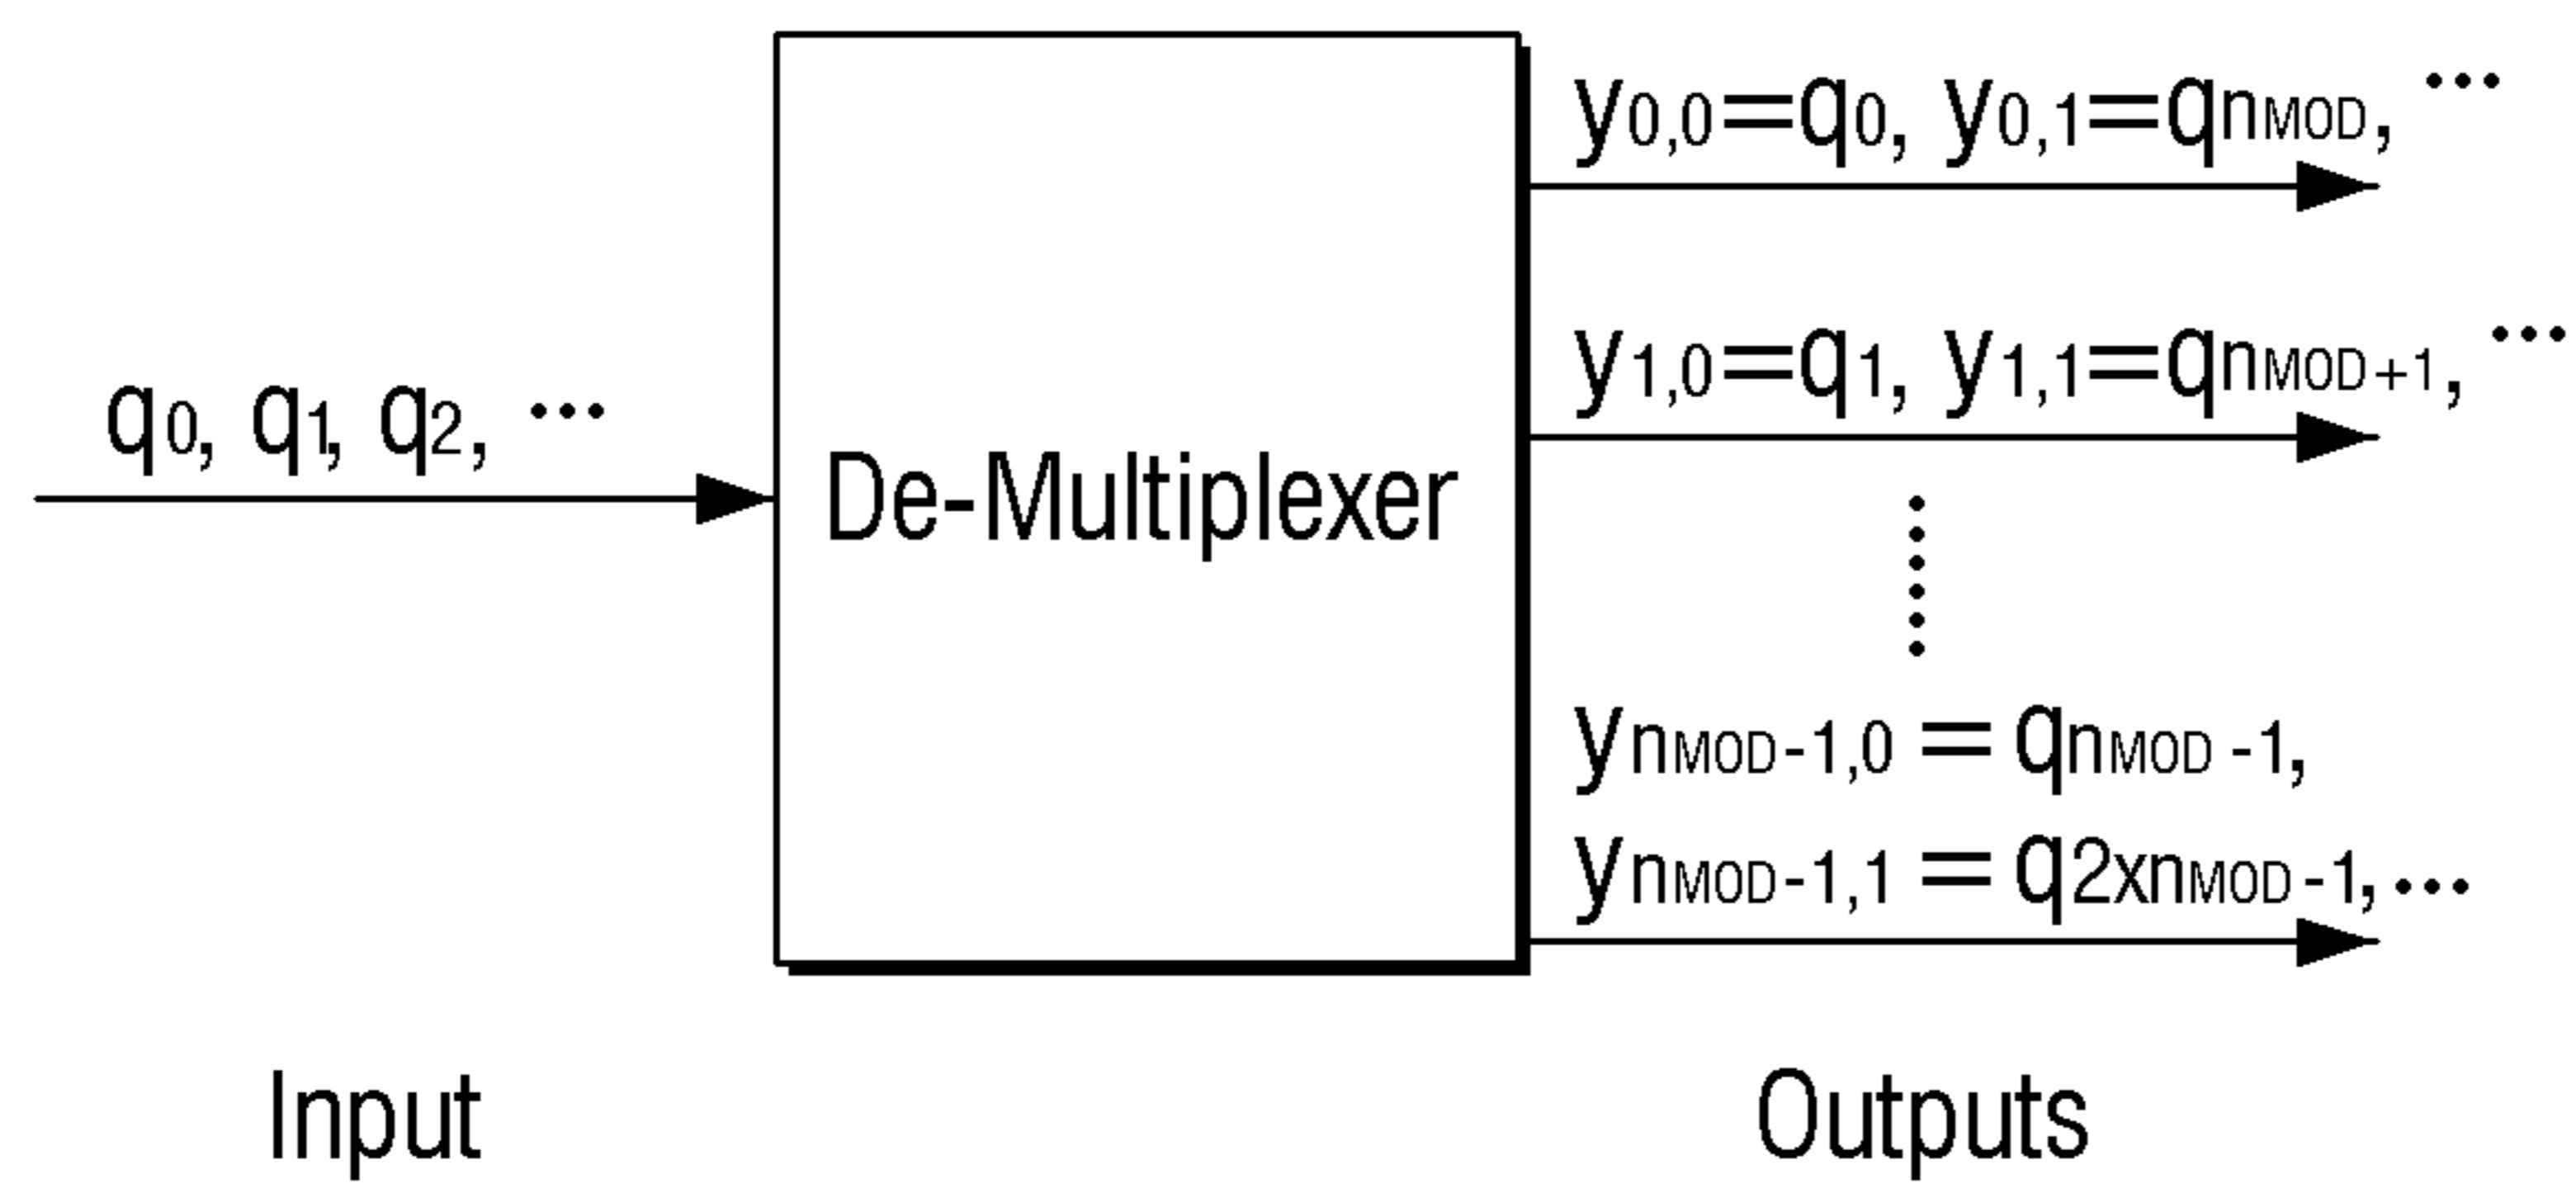 y0,0=q0, y0,1=qnMOD, ...
y1,0=q1, y1,1=qnMOD+1, ...
q0, q1, q2, ...
De-Multiplexer
ynMOD-1,0 = qnMOD-1,
ynMOD-1,1 = q2xnMOD-1, ...
Input
Outputs